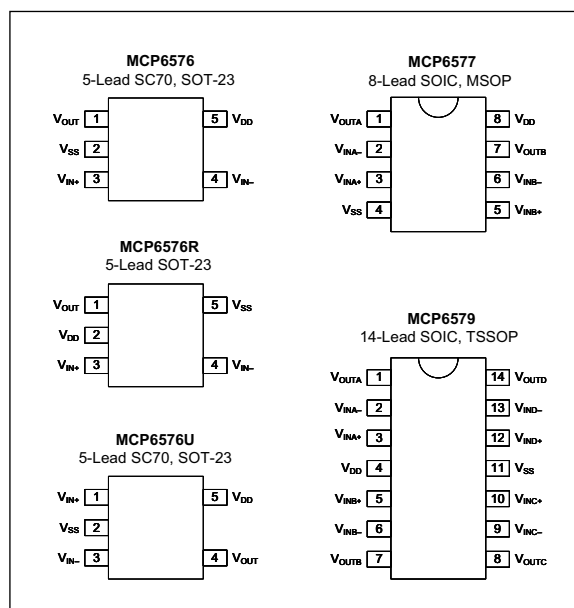 MCP6576
5-Lead SC70, SOT-23
VOUT 1 5 VDD
VSS 2
VIN+ 3 4 VIN–
MCP6576R
5-Lead SOT-23
VOUT 1 5 VSS
VDD 2
VIN+ 3 4 VIN–
MCP6576U
5-Lead SC70, SOT-23
VIN+ 1 5 VDD
VSS 2
VIN– 3 4 VOUT
MCP6577
8-Lead SOIC, MSOP
VOUTA 1 8 VDD
VINA– 2 7 VOUTB
VINA+ 3 6 VINB–
VSS 4 5 VINB+
MCP6579
14-Lead SOIC, TSSOP
VOUTA 1 14 VOUTD
VINA– 2 13 VIND–
VINA+ 3 12 VIND+
VDD 4 11 VSS
VINB+ 5 10 VINC+
VINB– 6 9 VINC–
VOUTB 7 8 VOUTC